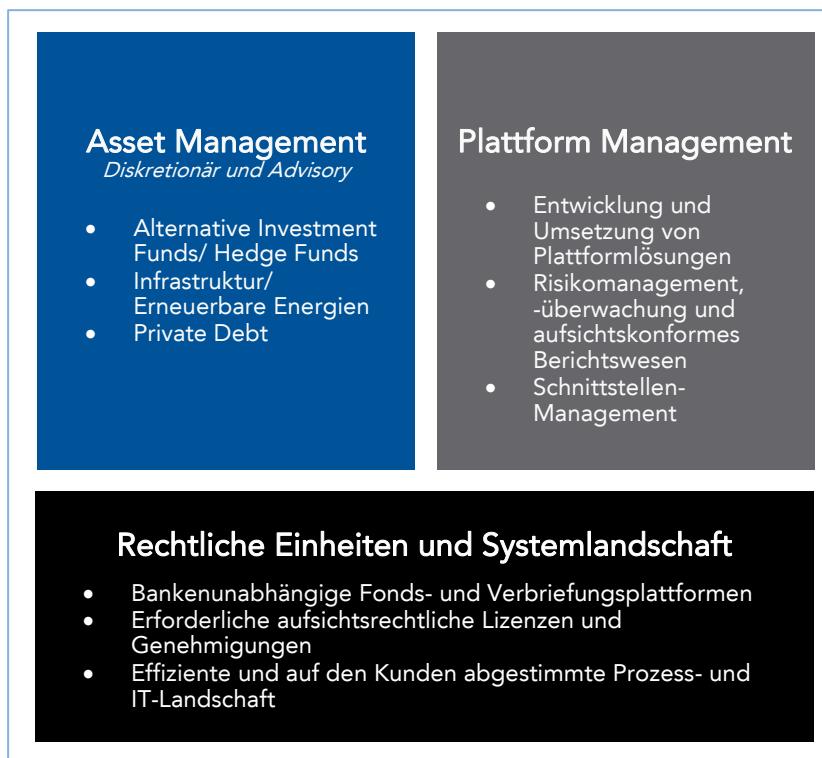 Asset Management
Diskretionär und Advisory
• Alternative Investment
Funds/ Hedge Funds
• Infrastruktur/
Erneuerbare Energien
• Private Debt
Plattform Management
• Entwicklung und
Umsetzung von
Plattformlösungen
• Risikomanagement,
-überwachung und
aufsichtskonformes
Berichtswesen
• Schnittstellen-
Management
Rechtliche Einheiten und Systemlandschaft
• Bankenunabhängige Fonds- und Verbriefungsplattformen
• Erforderliche aufsichtsrechtliche Lizenzen und
Genehmigungen
• Effiziente und auf den Kunden abgestimmte Prozess- und
IT-Landschaft